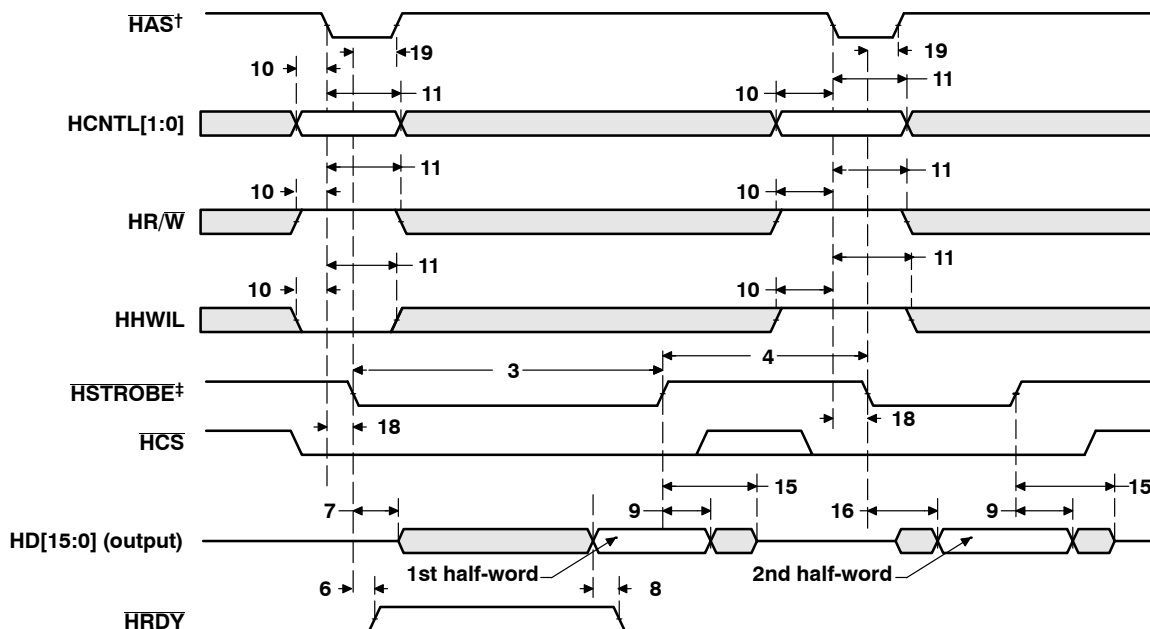 HAS†
19
19
10
11
10
11
HCNTL[1:0]
11
11
10
10
HR/W
11
11
10
10
HHWIL
3
4
HSTROBE‡
18
18
HCS
15
15
7
9
16
9
HD[15:0] (output)
1st half-word
2nd half-word
6
8
HRDY